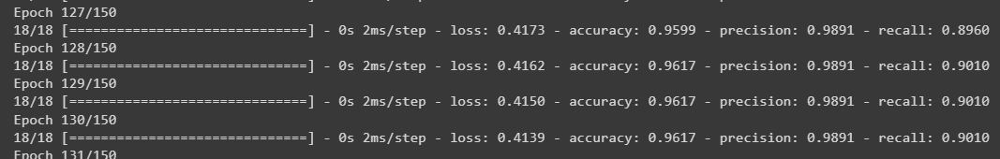 Epoch 127/150
18/18 [==============================] - 0s 2ms/step - loss: 0.4173 - accuracy: 0.9599 - precision: 0.9891 - recall: 0.8960
Epoch 128/150
18/18 [==============================] - 0s 2ms/step - loss: 0.4162 - accuracy: 0.9617 - precision: 0.9891 - recall: 0.9010
Epoch 129/150
18/18 [==============================] - 0s 2ms/step - loss: 0.4150 - accuracy: 0.9617 - precision: 0.9891 - recall: 0.9010
Epoch 130/150
18/18 [==============================] - 0s 2ms/step - loss: 0.4139 - accuracy: 0.9617 - precision: 0.9891 - recall: 0.9010
Epoch 131/150